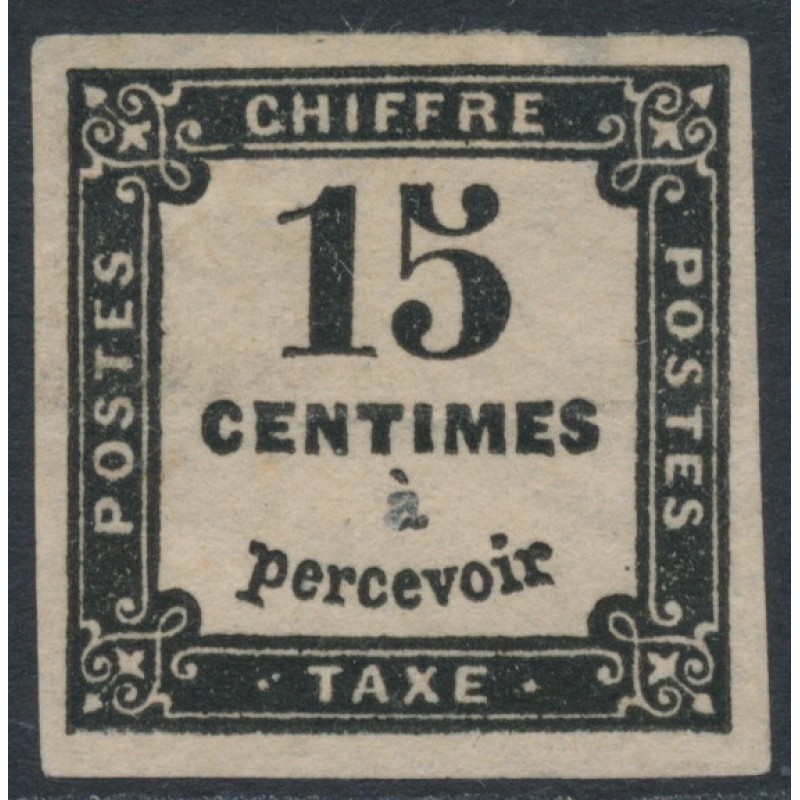 CHIFFRE
POSTES
15
CENTIMES
à
percevoir
POSTES
· TAXE ·